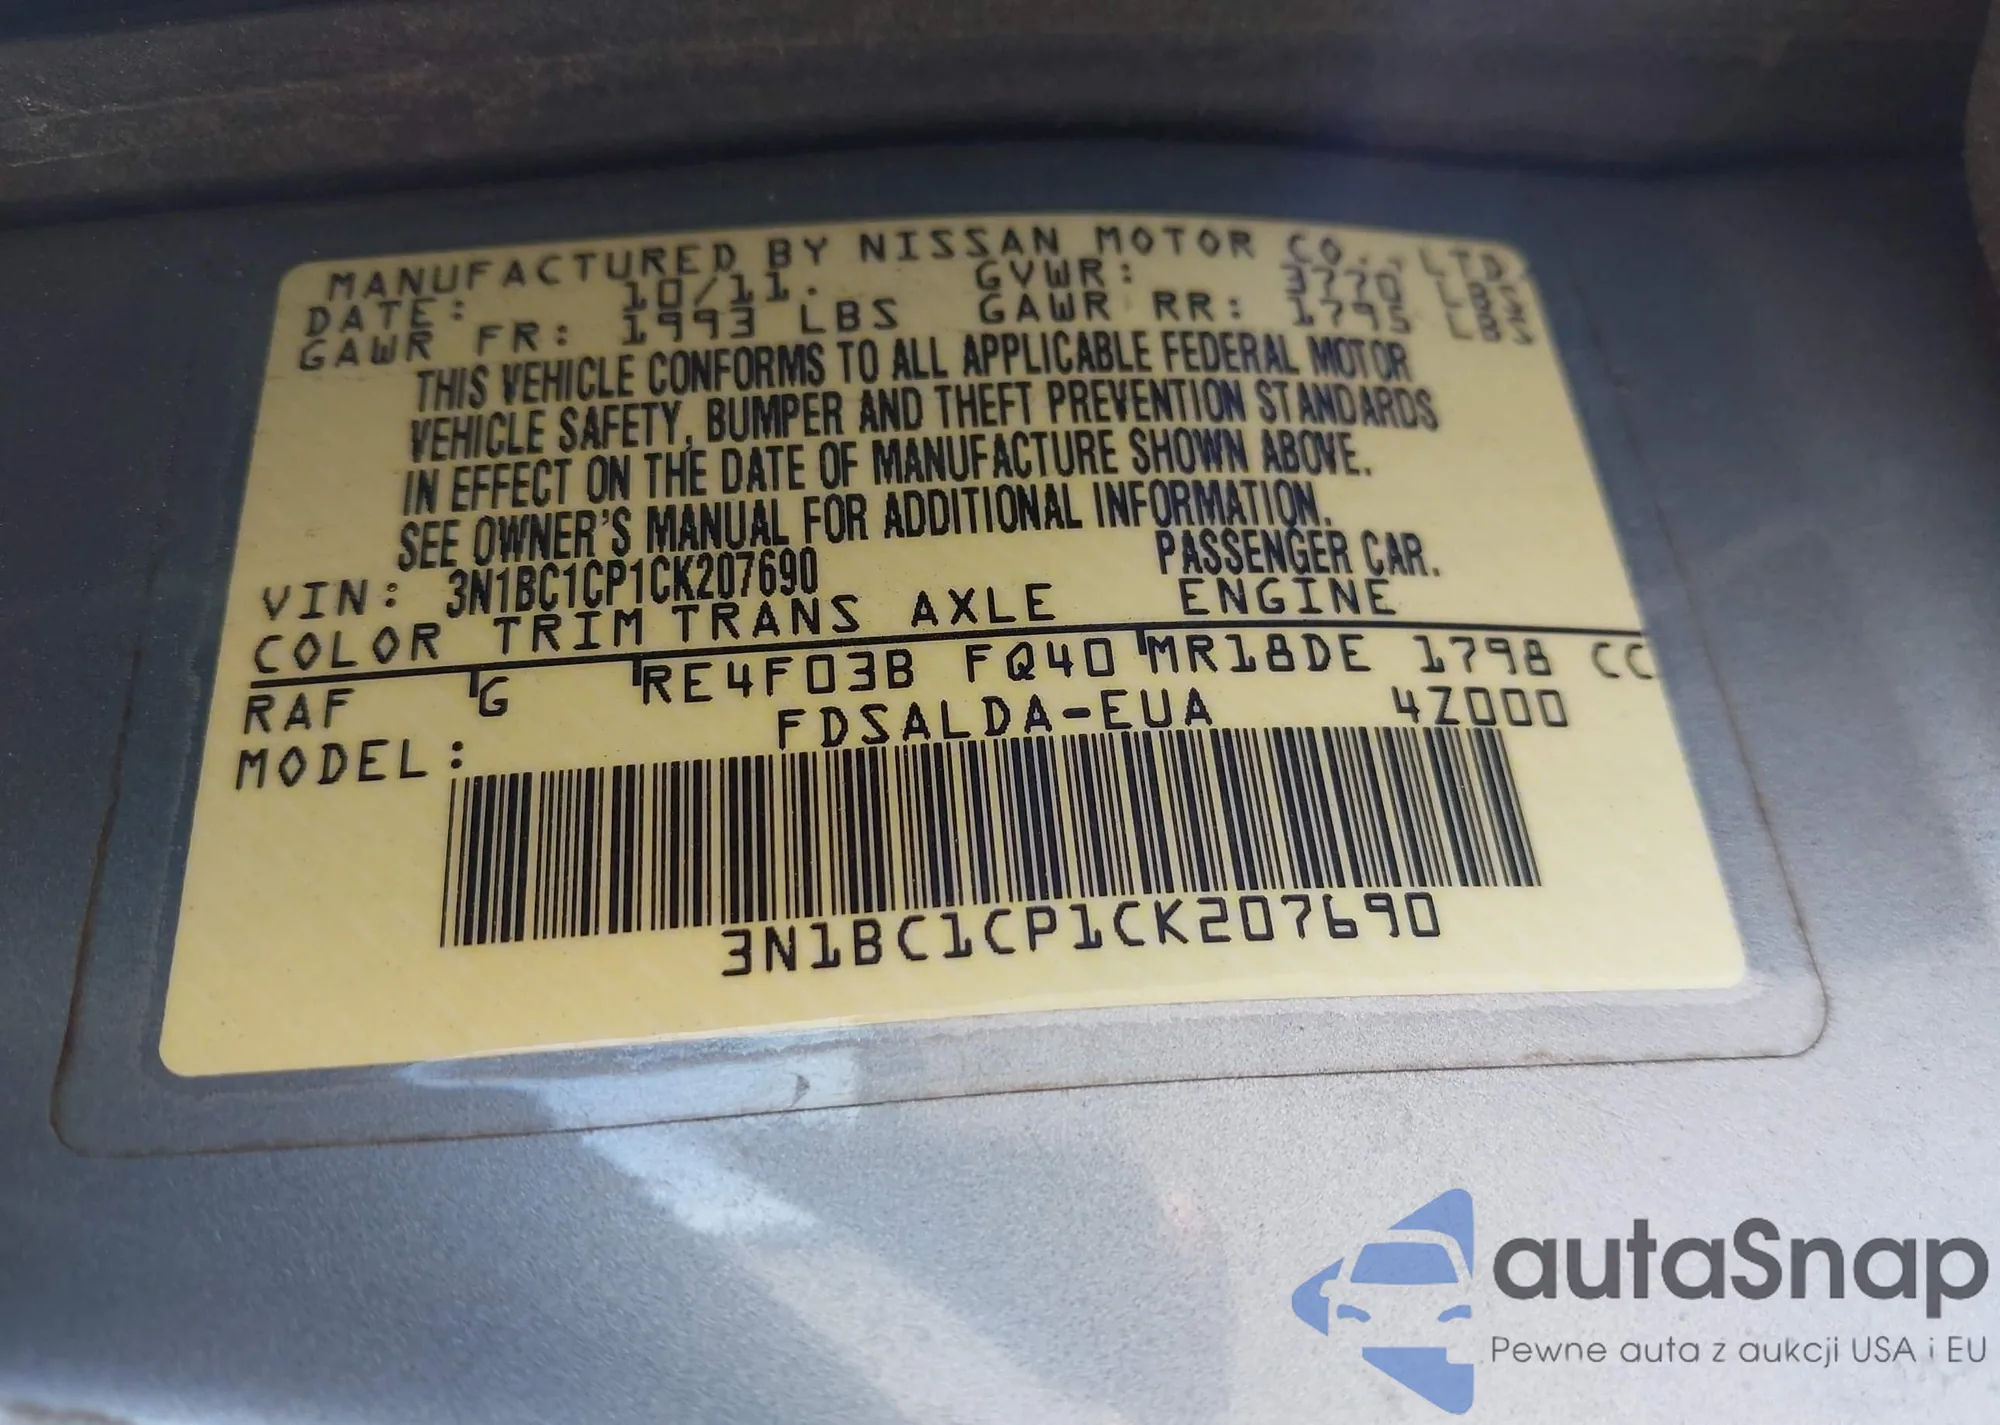 MANUFACTURED BY NISSAN MOTOR CO., LTD.
DATE: 10/11. GVWR: 3770 LBS
GAWR FR: 1993 LBS GAWR RR: 1795 LBS
THIS VEHICLE CONFORMS TO ALL APPLICABLE FEDERAL MOTOR
VEHICLE SAFETY, BUMPER AND THEFT PREVENTION STANDARDS
IN EFFECT ON THE DATE OF MANUFACTURE SHOWN ABOVE.
SEE OWNER'S MANUAL FOR ADDITIONAL INFORMATION.
VIN: 3N1BC1CP1CK207690 PASSENGER CAR.
COLOR TRIM TRANS AXLE ENGINE
RAF G RE4F03B FQ40 MR18DE 1798 CC
MODEL: FDSALDA-EUA 4Z000
3N1BC1CP1CK207690
autaSnap
Pewne auta z aukcji USA i EU